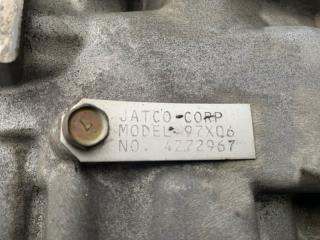 JATCO CORP
MODEL 97X06
NO. 4Z72967